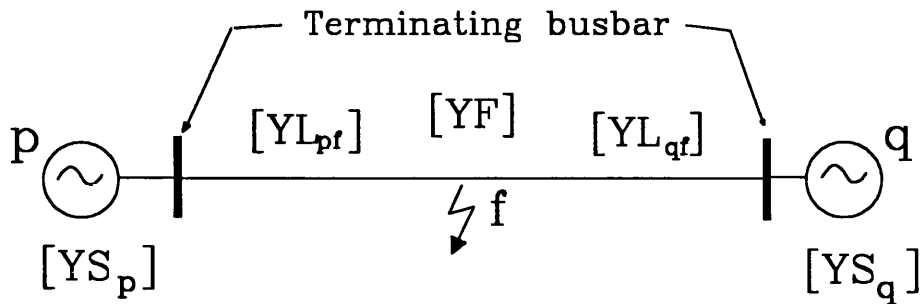 Terminating busbar
[YL_pf] [YF] [YL_qf]
p q
f
[YS_p] [YS_q]